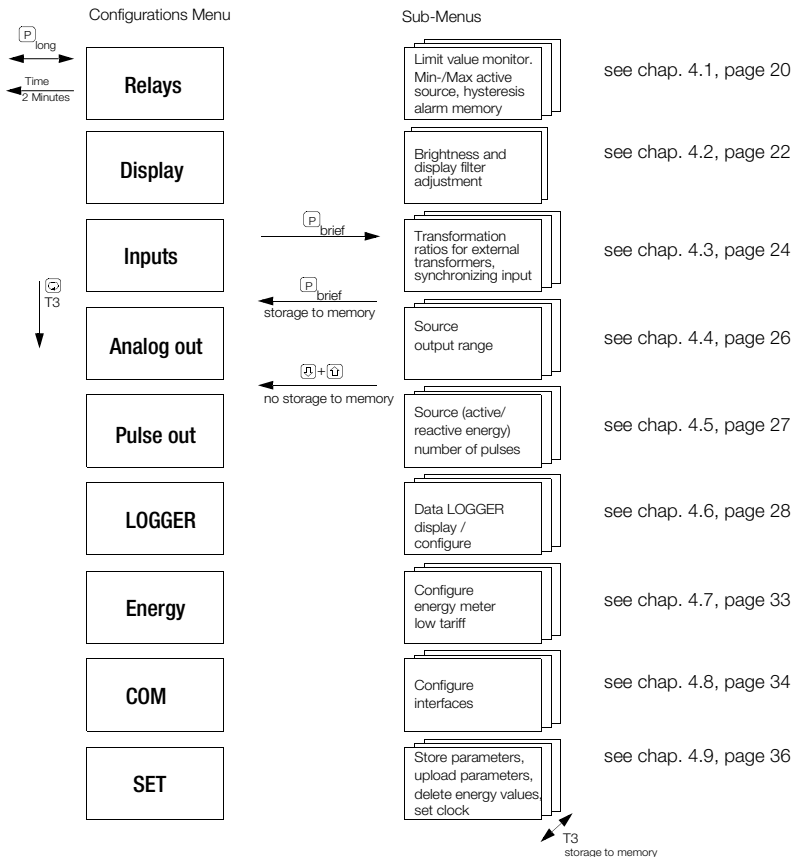 Configurations Menu
Sub-Menus
P
long
Time
2 Minutes
Relays
Limit value monitor.
Min-/Max active
source, hysteresis
alarm memory
see chap. 4.1, page 20
Display
Brightness and
display filter
adjustment
see chap. 4.2, page 22
Inputs
P
brief
Transformation
ratios for external
transformers,
synchronizing input
see chap. 4.3, page 24
T3
P
brief
storage to memory
Analog out
Source
output range
see chap. 4.4, page 26
+
no storage to memory
Pulse out
Source (active/
reactive energy)
number of pulses
see chap. 4.5, page 27
LOGGER
Data LOGGER
display /
configure
see chap. 4.6, page 28
Energy
Configure
energy meter
low tariff
see chap. 4.7, page 33
COM
Configure
interfaces
see chap. 4.8, page 34
SET
Store parameters,
upload parameters,
delete energy values,
set clock
see chap. 4.9, page 36
T3
storage to memory